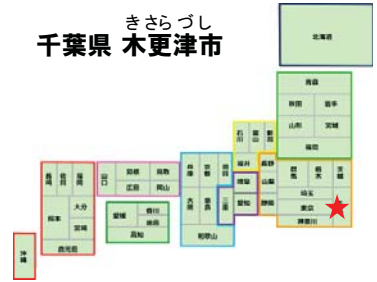 きさらづし
千葉県 木更津市
北海道
青森
秋田 岩手
山形 宮城
福島
石川 富山 新潟
福井 長野
岐阜 山梨
愛知 静岡
群馬 栃木 茨城
埼玉
東京
神奈川
兵庫 京都 滋賀
大阪 奈良 三重
和歌山
山口 島根 鳥取
広島 岡山
愛媛 香川
徳島
高知
長崎 佐賀 福岡
熊本 大分
宮崎
鹿児島
沖縄